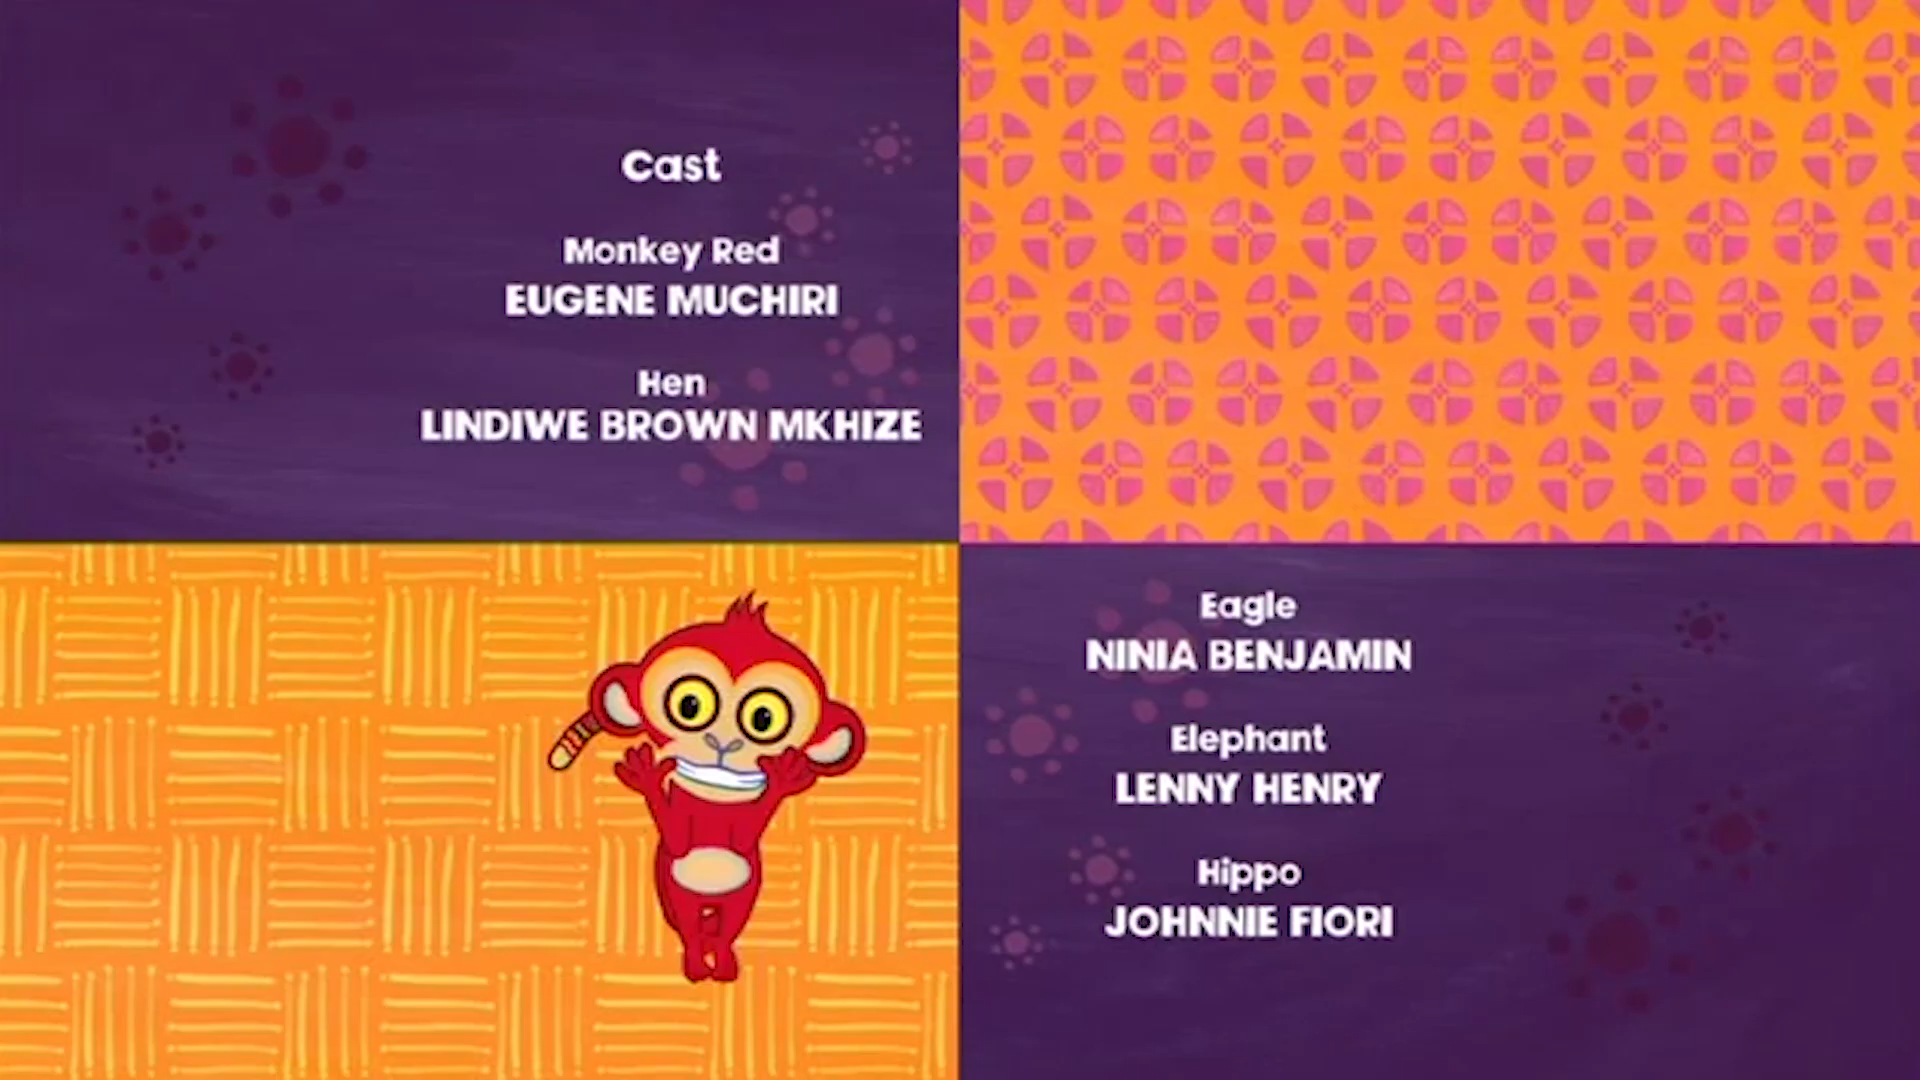 Cast
Monkey Red
EUGENE MUCHIRI
Hen
LINDIWE BROWN MKHIZE
Eagle
NINIA BENJAMIN
Elephant
LENNY HENRY
Hippo
JOHNNIE FIORI